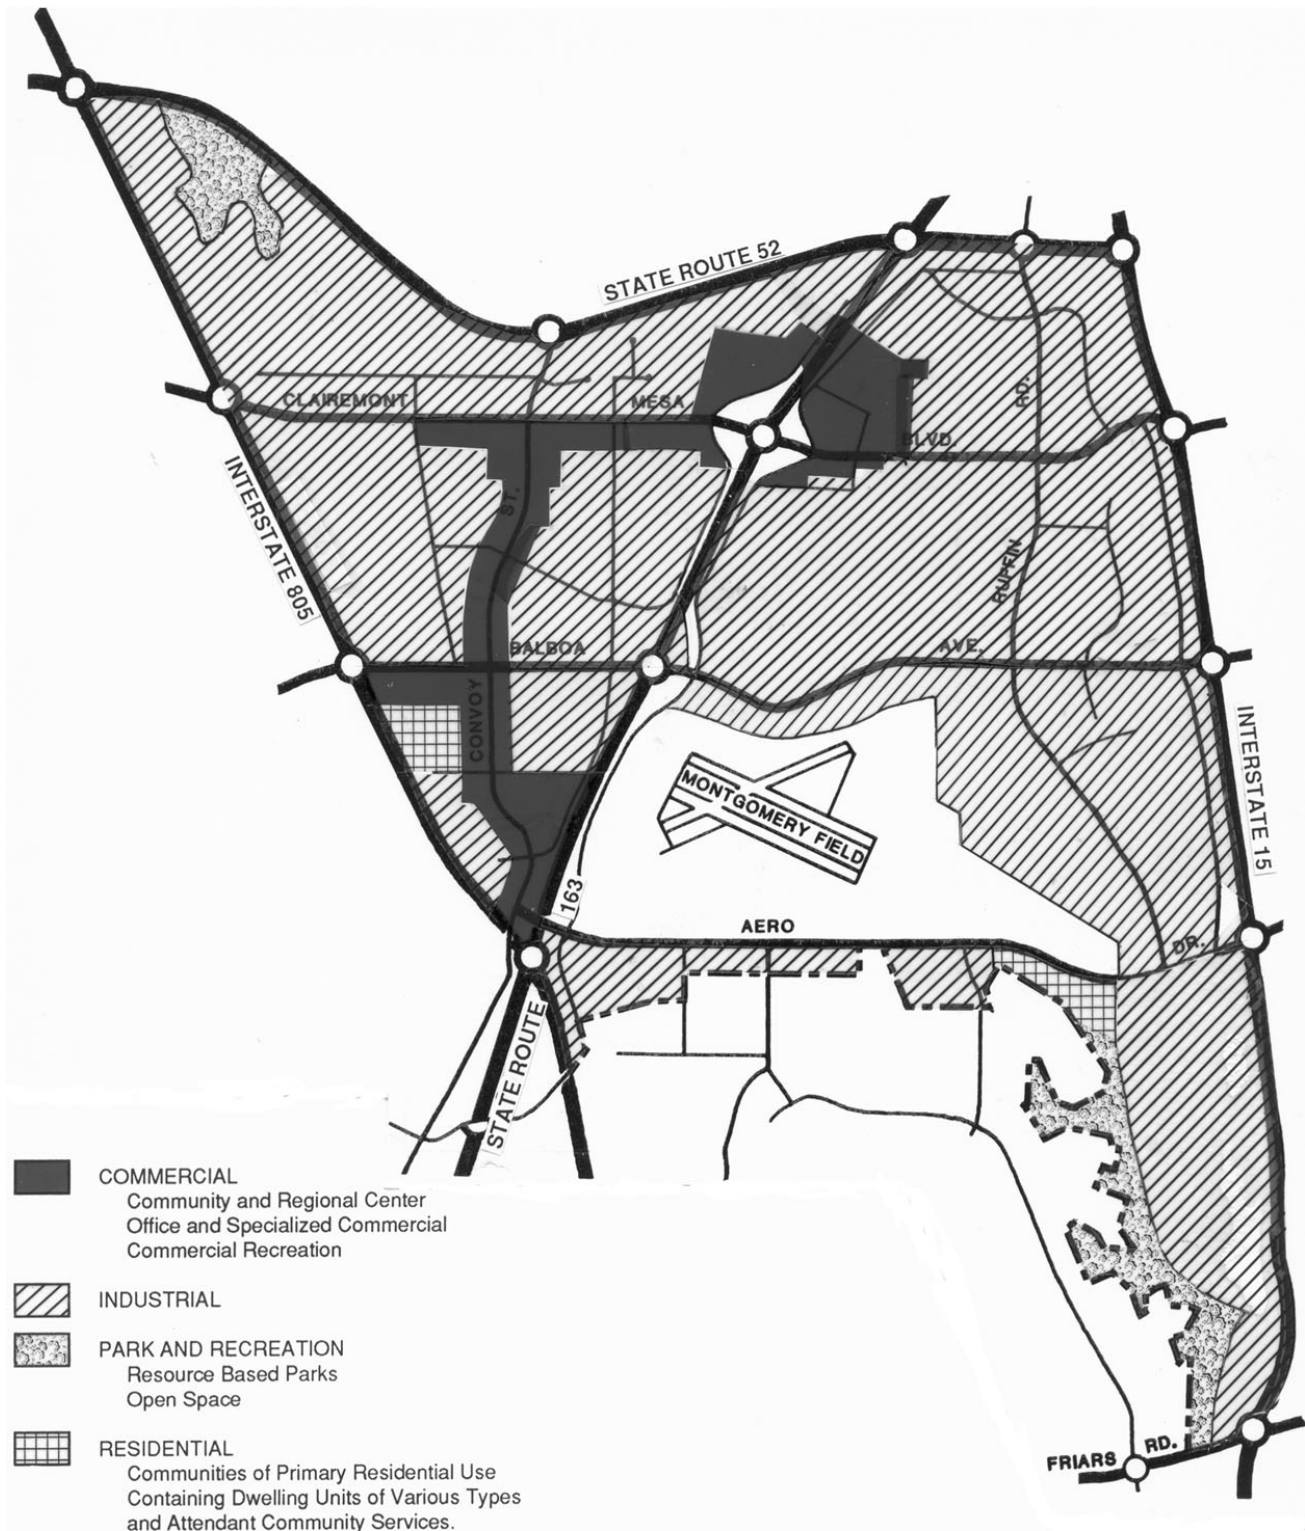 STATE ROUTE 52
CLAIREMONT
MESA
BLVD.
RD.
ST.
INTERSTATE 805
RUFFIN
BALBOA
AVE.
CONVOY
INTERSTATE 15
MONTGOMERY FIELD
163
AERO
DR.
STATE ROUTE
FRIARS
RD.
COMMERCIAL
Community and Regional Center
Office and Specialized Commercial
Commercial Recreation
INDUSTRIAL
PARK AND RECREATION
Resource Based Parks
Open Space
RESIDENTIAL
Communities of Primary Residential Use
Containing Dwelling Units of Various Types
and Attendant Community Services.